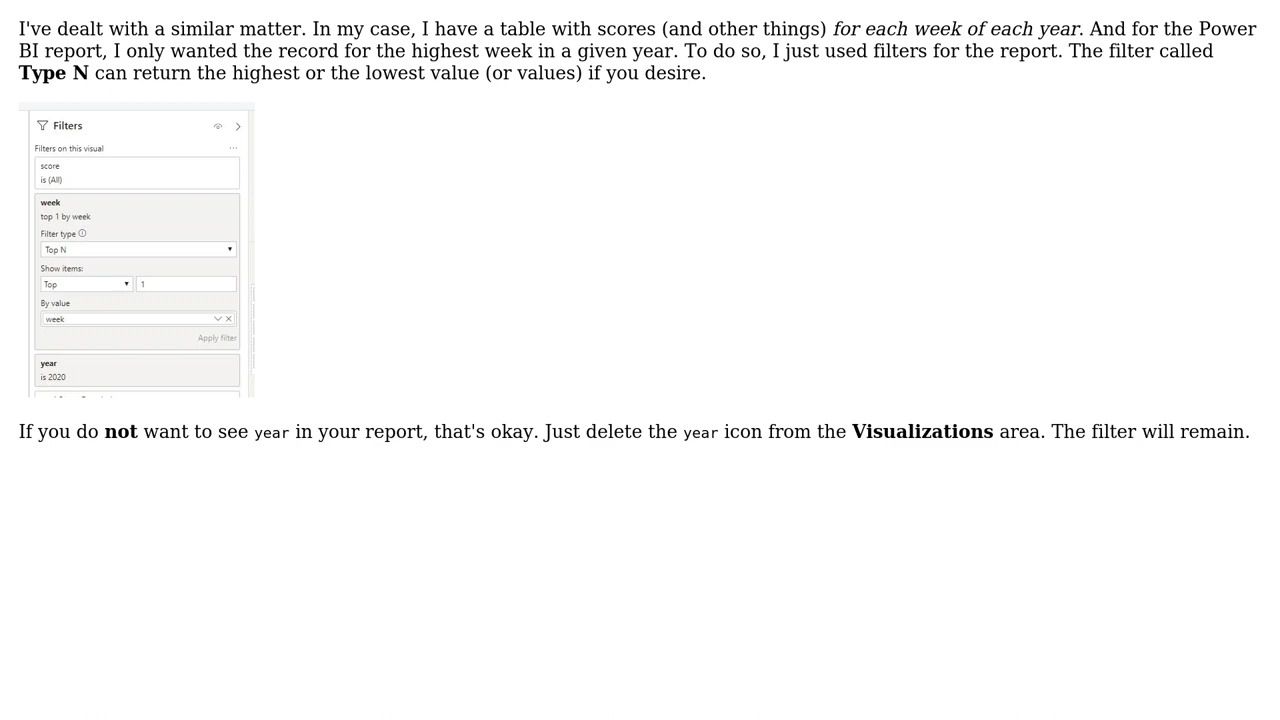 I've dealt with a similar matter. In my case, I have a table with scores (and other things) for each week of each year. And for the Power
BI report, I only wanted the record for the highest week in a given year. To do so, I just used filters for the report. The filter called
Type N can return the highest or the lowest value (or values) if you desire.
Filters
Filters on this visual
score
is (All)
week
top 1 by week
Filter type
Top N
Show items:
Top 1
By value
week
Apply filter
year
is 2020
If you do not want to see year in your report, that's okay. Just delete the year icon from the Visualizations area. The filter will remain.